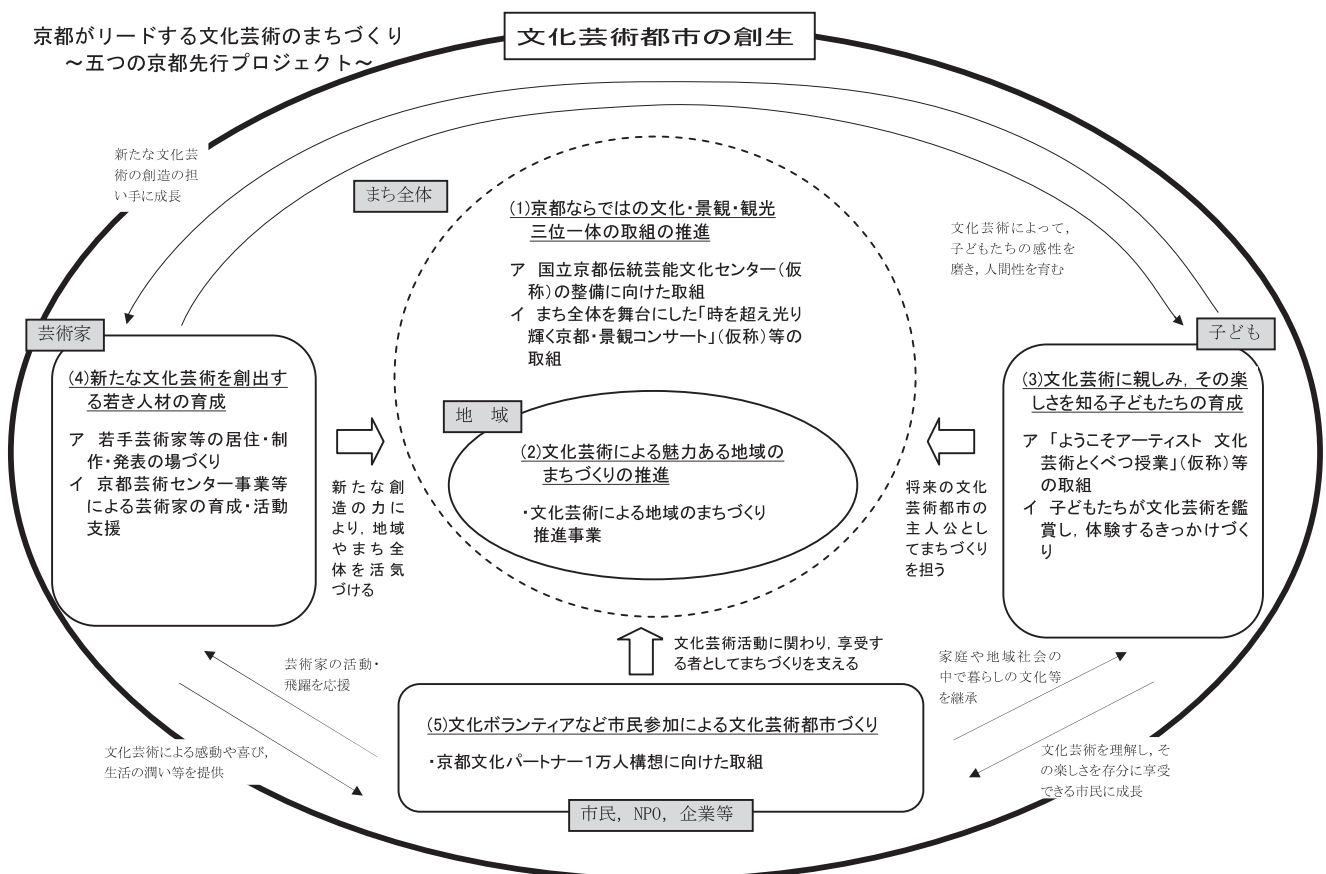 京都がリードする文化芸術のまちづくり
～五つの京都先行プロジェクト～
文化芸術都市の創生
新たな文化芸
術の創造の担
い手に成長
まち全体
(1)京都ならではの文化・景観・観光
三位一体の取組の推進
ア 国立京都伝統芸能文化センター(仮
称)の整備に向けた取組
イ まち全体を舞台にした「時を超え光り
輝く京都・景観コンサート」(仮称)等の
取組
文化芸術によって，
子どもたちの感性を
磨き，人間性を育む
芸術家
(4)新たな文化芸術を創出す
る若き人材の育成
ア 若手芸術家等の居住・制
作・発表の場づくり
イ 京都芸術センター事業等
による芸術家の育成・活動
支援
新たな創
造の力に
より，地域
やまち全
体を活気
づける
地 域
(2)文化芸術による魅力ある地域の
まちづくりの推進
・文化芸術による地域のまちづくり
推進事業
将来の文化
芸術都市の
主人公とし
てまちづくり
を担う
子ども
(3)文化芸術に親しみ，その楽
しさを知る子どもたちの育成
ア 「ようこそアーティスト 文化
芸術とくべつ授業」(仮称)等
の取組
イ 子どもたちが文化芸術を鑑
賞し，体験するきっかけづく
り
文化芸術活動に関わり，享受す
る者としてまちづくりを支える
芸術家の活動・
飛躍を応援
文化芸術による感動や喜び，
生活の潤い等を提供
(5)文化ボランティアなど市民参加による文化芸術都市づくり
・京都文化パートナー１万人構想に向けた取組
市民，NPO，企業等
家庭や地域社会の
中で暮らしの文化等
を継承
文化芸術を理解し，そ
の楽しさを存分に享受
できる市民に成長